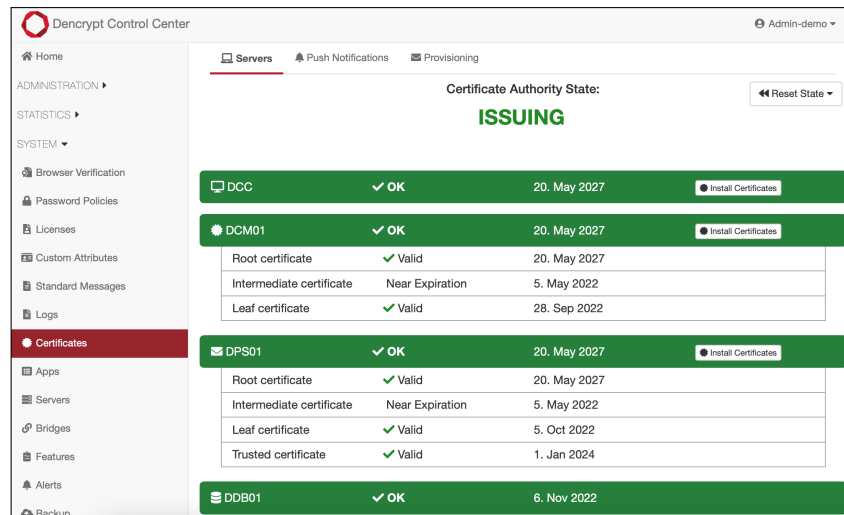 Dencrypt Control Center
Admin-demo
Home
ADMINISTRATION
STATISTICS
SYSTEM
Browser Verification
Password Policies
Licenses
Custom Attributes
Standard Messages
Logs
Certificates
Apps
Servers
Bridges
Features
Alerts
Backup
Servers Push Notifications Provisioning
Certificate Authority State:
ISSUING
Reset State
DCC OK 20. May 2027 Install Certificates
DCM01 OK 20. May 2027 Install Certificates
Root certificate Valid 20. May 2027
Intermediate certificate Near Expiration 5. May 2022
Leaf certificate Valid 28. Sep 2022
DPS01 OK 20. May 2027 Install Certificates
Root certificate Valid 20. May 2027
Intermediate certificate Near Expiration 5. May 2022
Leaf certificate Valid 5. Oct 2022
Trusted certificate Valid 1. Jan 2024
DDB01 OK 6. Nov 2022